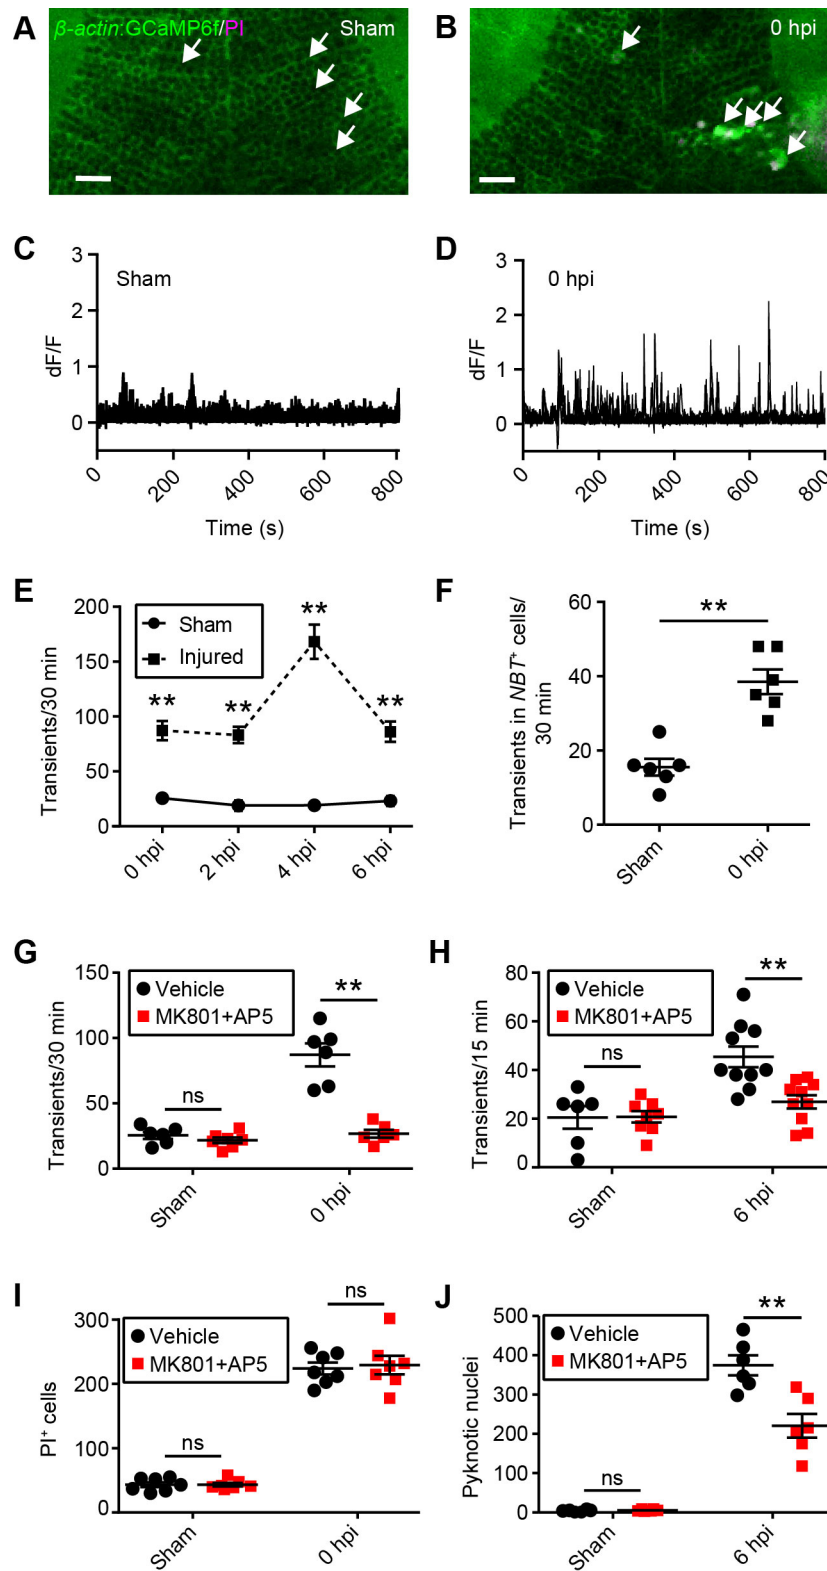 A
β-actin:GCaMP6f/PI
Sham
B
0 hpi
C
3
2
1
0
dF/F
Sham
0
200
400
600
800
Time (s)
D
3
2
1
0
dF/F
0 hpi
0
200
400
600
800
Time (s)
E
200
150
100
50
0
Transients/30 min
Sham
Injured
**
**
**
**
0 hpi
2 hpi
4 hpi
6 hpi
F
60
40
20
0
Transients in NBT⁺ cells/
30 min
**
Sham
0 hpi
G
150
100
50
0
Transients/30 min
Vehicle
MK801+AP5
ns
**
Sham
0 hpi
H
80
60
40
20
0
Transients/15 min
Vehicle
MK801+AP5
ns
**
Sham
6 hpi
I
300
200
100
0
PI⁺ cells
Vehicle
MK801+AP5
ns
ns
Sham
0 hpi
J
500
400
300
200
100
0
Pyknotic nuclei
Vehicle
MK801+AP5
ns
**
Sham
6 hpi